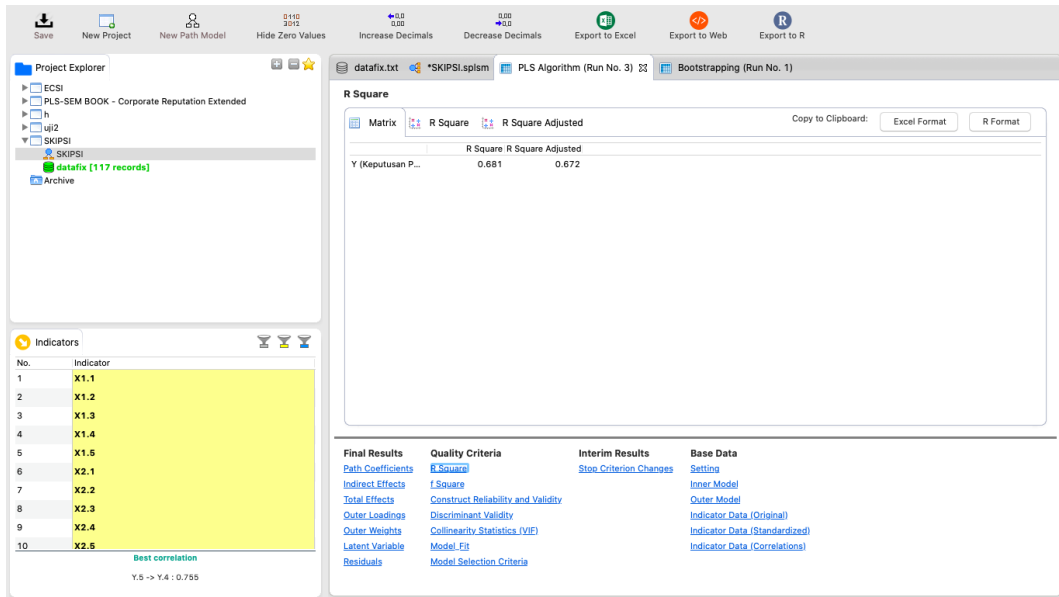 Save
New Project
New Path Model
Hide Zero Values
Increase Decimals
Decrease Decimals
Export to Excel
Export to Web
Export to R
Project Explorer
ECSI
PLS-SEM BOOK - Corporate Reputation Extended
h
uji2
SKIPSI
SKIPSI
datafix [117 records]
Archive
datafix.txt *SKIPSI.splsm PLS Algorithm (Run No. 3) Bootstrapping (Run No. 1)
R Square
Matrix R Square R Square Adjusted Copy to Clipboard: Excel Format R Format
R Square R Square Adjusted
Y (Keputusan P... 0.681 0.672
Indicators
No. Indicator
1 X1.1
2 X1.2
3 X1.3
4 X1.4
5 X1.5
6 X2.1
7 X2.2
8 X2.3
9 X2.4
10 X2.5
Best correlation
Y.5 -> Y.4 : 0.755
Final Results
Path Coefficients
Indirect Effects
Total Effects
Outer Loadings
Outer Weights
Latent Variable
Residuals
Quality Criteria
R Square
f Square
Construct Reliability and Validity
Discriminant Validity
Collinearity Statistics (VIF)
Model_Fit
Model Selection Criteria
Interim Results
Stop Criterion Changes
Base Data
Setting
Inner Model
Outer Model
Indicator Data (Original)
Indicator Data (Standardized)
Indicator Data (Correlations)